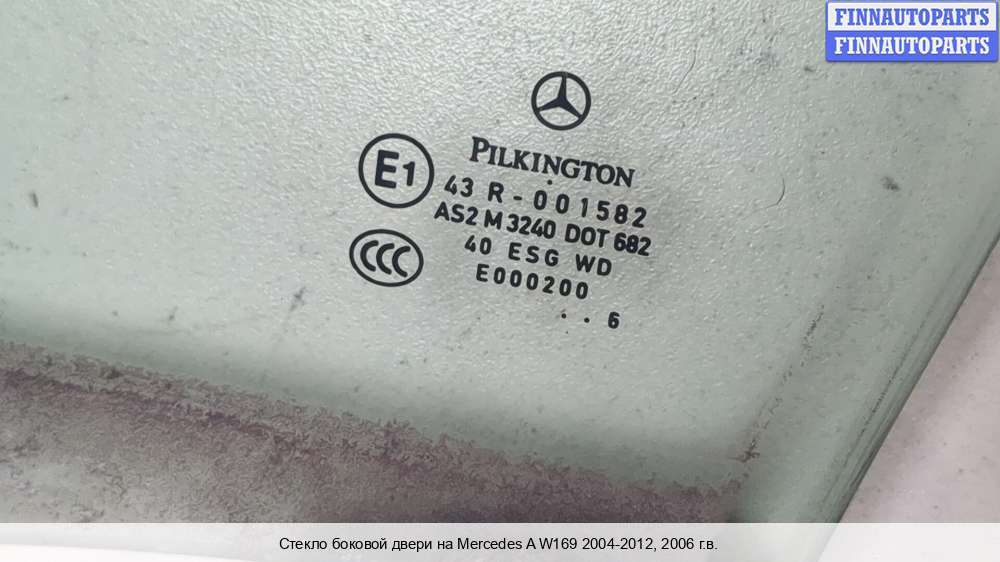 FINNAUTOPARTS
FINNAUTOPARTS
PILKINGTON
E1
43 R - 001582
AS2 M 3240 DOT 682
CCC
40 ESG WD
E000200
. . 6
Стекло боковой двери на Mercedes A W169 2004-2012, 2006 г.в.